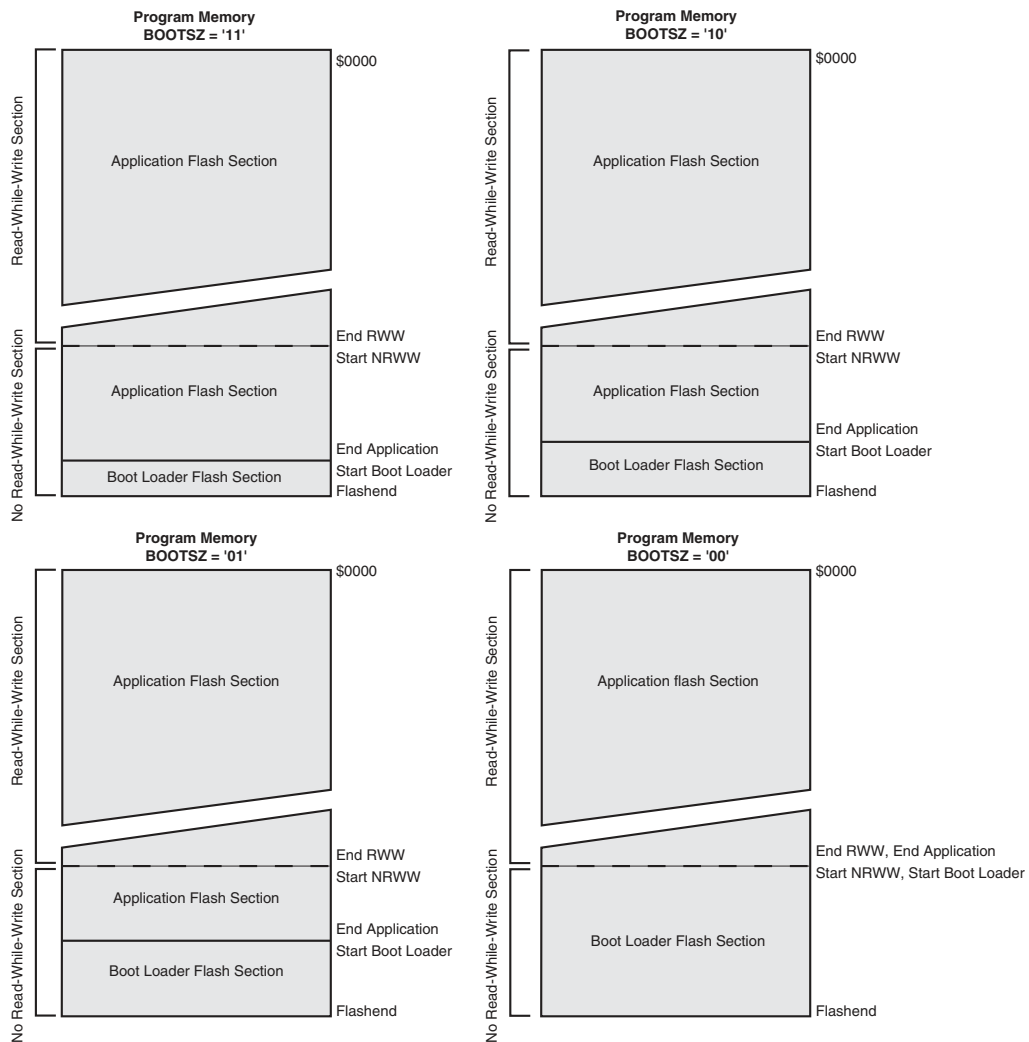 Program Memory
BOOTSZ = '11'
$0000
Read-While-Write Section
Application Flash Section
End RWW
Start NRWW
No Read-While-Write Section
Application Flash Section
End Application
Start Boot Loader
Boot Loader Flash Section
Flashend
Program Memory
BOOTSZ = '10'
$0000
Read-While-Write Section
Application Flash Section
End RWW
Start NRWW
No Read-While-Write Section
Application Flash Section
End Application
Start Boot Loader
Boot Loader Flash Section
Flashend
Program Memory
BOOTSZ = '01'
$0000
Read-While-Write Section
Application Flash Section
End RWW
Start NRWW
No Read-While-Write Section
Application Flash Section
End Application
Start Boot Loader
Boot Loader Flash Section
Flashend
Program Memory
BOOTSZ = '00'
$0000
Read-While-Write Section
Application flash Section
End RWW, End Application
Start NRWW, Start Boot Loader
No Read-While-Write Section
Boot Loader Flash Section
Flashend